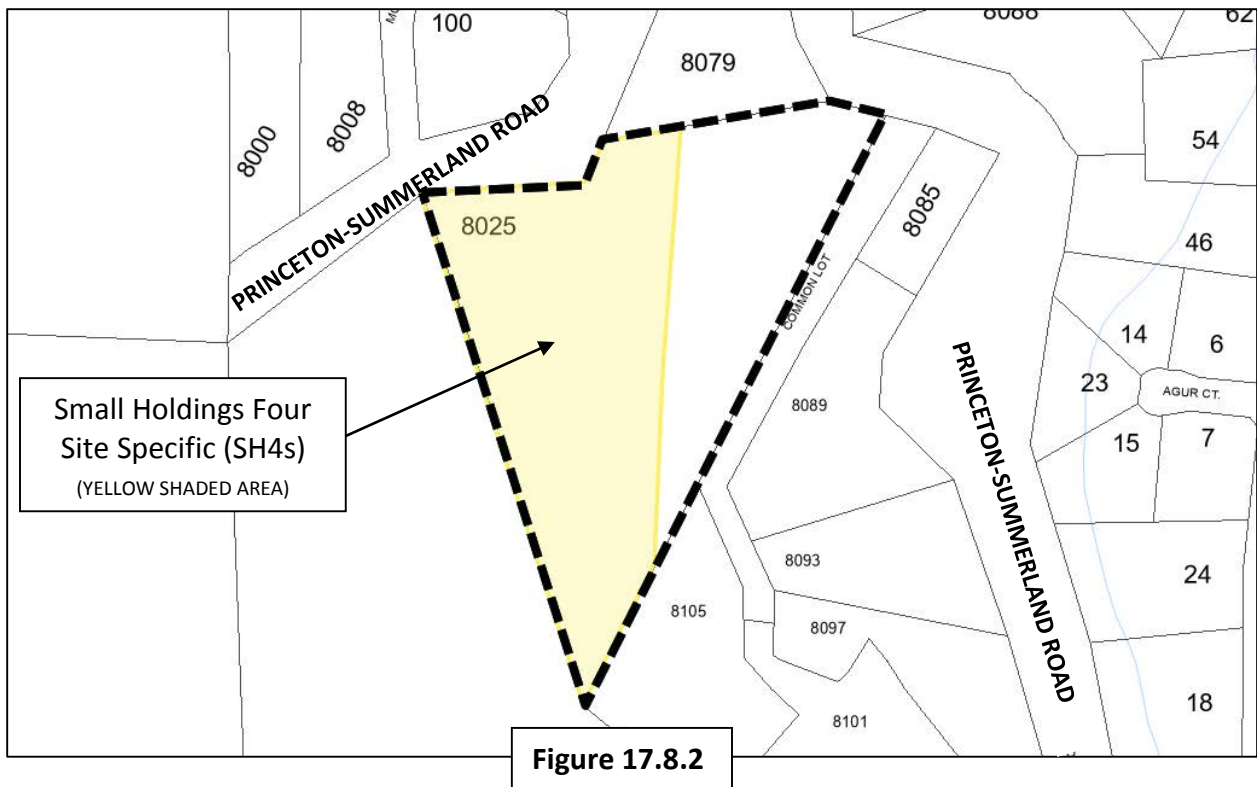 100
8088
62
8079
8000
8008
54
PRINCETON-SUMMERLAND ROAD
8025
8085
46
COMMON LOT
14
6
23
AGUR CT.
PRINCETON-SUMMERLAND ROAD
Small Holdings Four
Site Specific (SH4s)
(YELLOW SHADED AREA)
8089
15
7
8093
24
8105
8097
8101
18
Figure 17.8.2